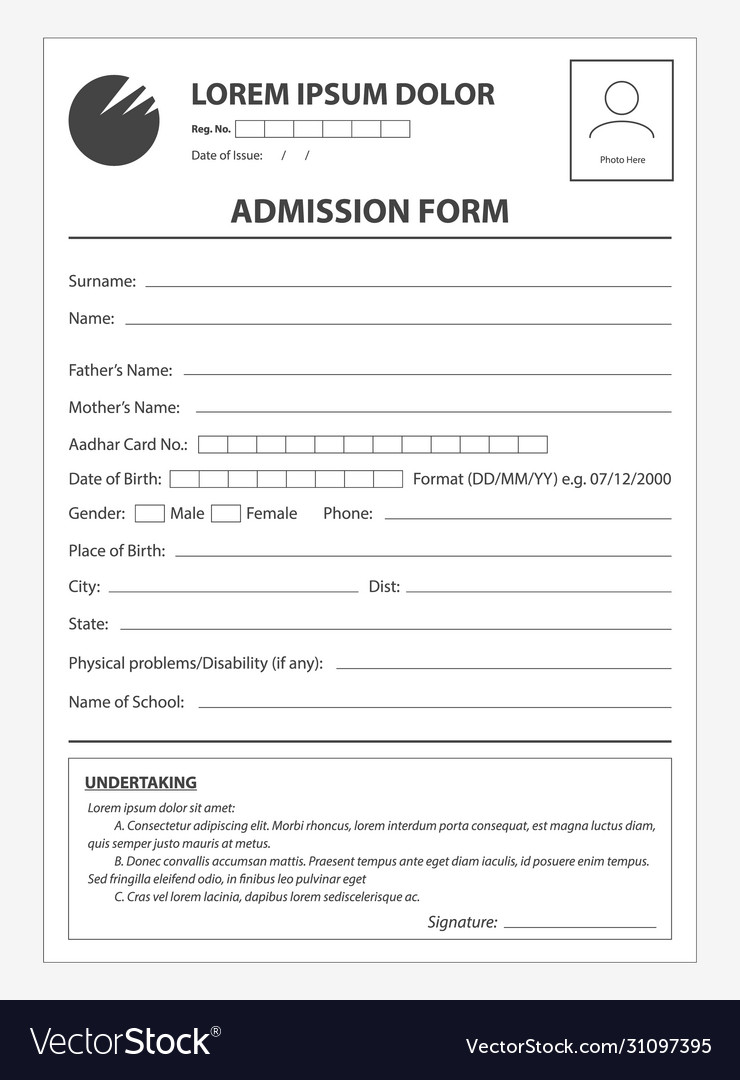 LOREM IPSUM DOLOR
Reg. No.
Date of Issue: / /
Photo Here
ADMISSION FORM
Surname:
Name:
Father's Name:
Mother's Name:
Aadhar Card No.:
Date of Birth: Format (DD/MM/YY) e.g. 07/12/2000
Gender: Male Female Phone:
Place of Birth:
City: Dist:
State:
Physical problems/Disability (if any):
Name of School:
UNDERTAKING
Lorem ipsum dolor sit amet:
A. Consectetur adipiscing elit. Morbi rhoncus, lorem interdum porta consequat, est magna luctus diam,
quis semper justo mauris at metus.
B. Donec convallis accumsan mattis. Praesent tempus ante eget diam iaculis, id posuere enim tempus.
Sed fringilla eleifend odio, in finibus leo pulvinar eget
C. Cras vel lorem lacinia, dapibus lorem sediscelerisque ac.
Signature:
VectorStock®
VectorStock.com/31097395